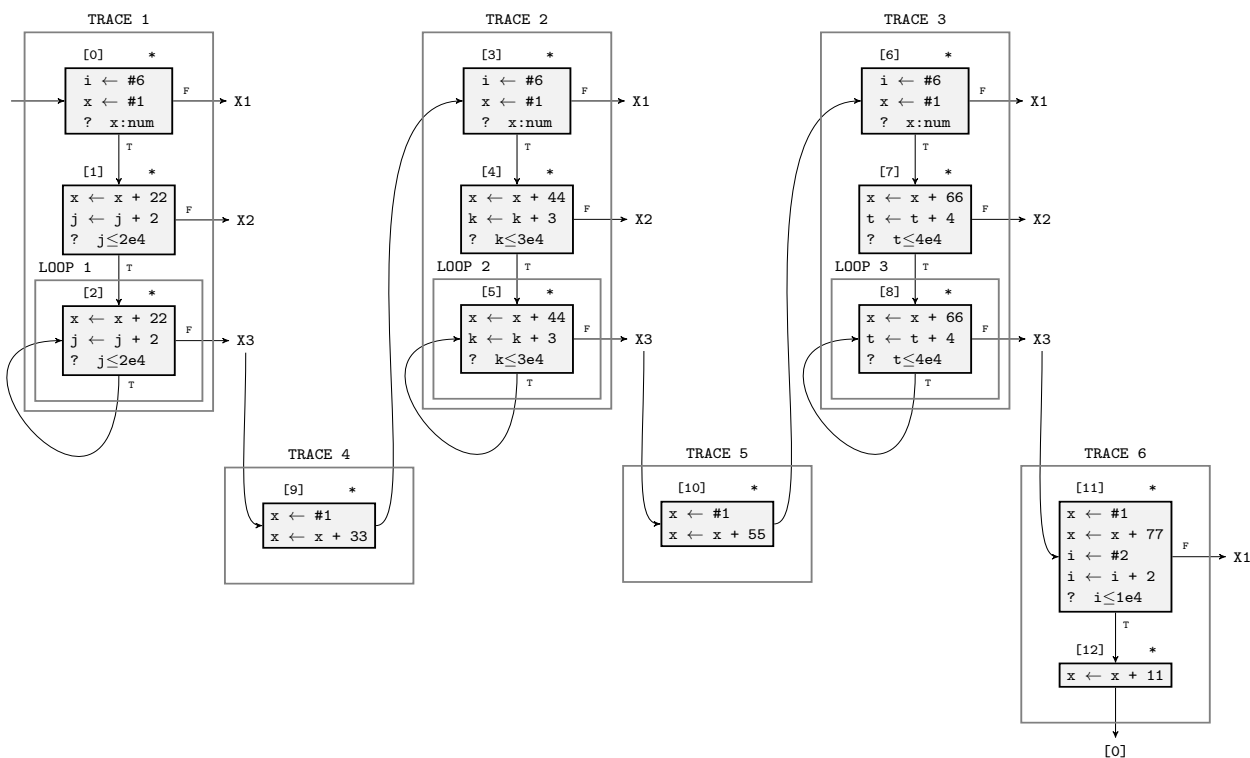 TRACE 1
[0] *
i ← #6
x ← #1
? x:num
F
X1
T
[1] *
x ← x + 22
j ← j + 2
? j≤2e4
F
X2
T
LOOP 1
[2] *
x ← x + 22
j ← j + 2
? j≤2e4
F
X3
T
TRACE 4
[9] *
x ← #1
x ← x + 33
TRACE 2
[3] *
i ← #6
x ← #1
? x:num
F
X1
T
[4] *
x ← x + 44
k ← k + 3
? k≤3e4
F
X2
T
LOOP 2
[5] *
x ← x + 44
k ← k + 3
? k≤3e4
F
X3
T
TRACE 5
[10] *
x ← #1
x ← x + 55
TRACE 3
[6] *
i ← #6
x ← #1
? x:num
F
X1
T
[7] *
x ← x + 66
t ← t + 4
? t≤4e4
F
X2
T
LOOP 3
[8] *
x ← x + 66
t ← t + 4
? t≤4e4
F
X3
T
TRACE 6
[11] *
x ← #1
x ← x + 77
i ← #2
i ← i + 2
? i≤1e4
F
X1
T
[12] *
x ← x + 11
[0]